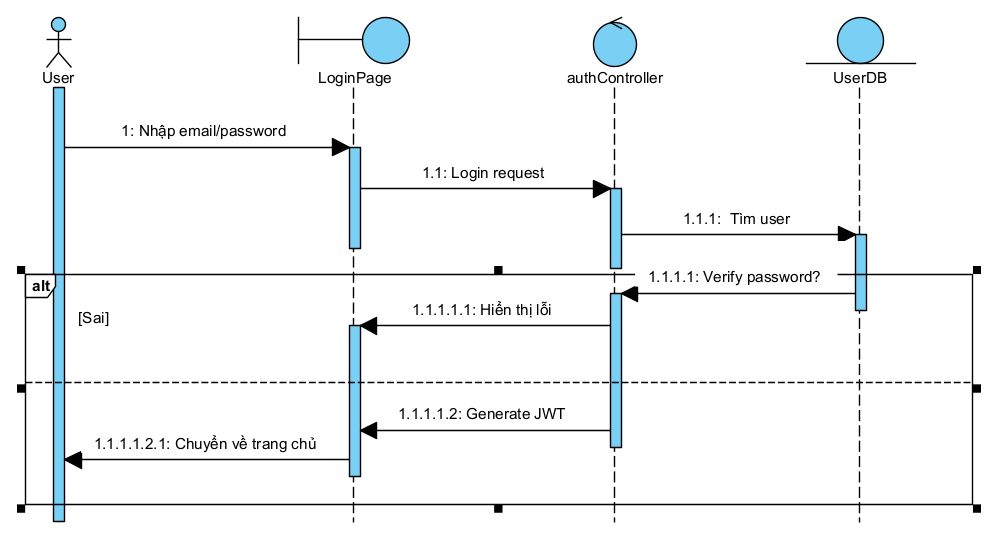 User
LoginPage
authController
UserDB
1: Nhập email/password
1.1: Login request
1.1.1: Tìm user
1.1.1.1: Verify password?
alt
1.1.1.1.1: Hiển thị lỗi
[Sai]
1.1.1.1.2: Generate JWT
1.1.1.1.2.1: Chuyển về trang chủ